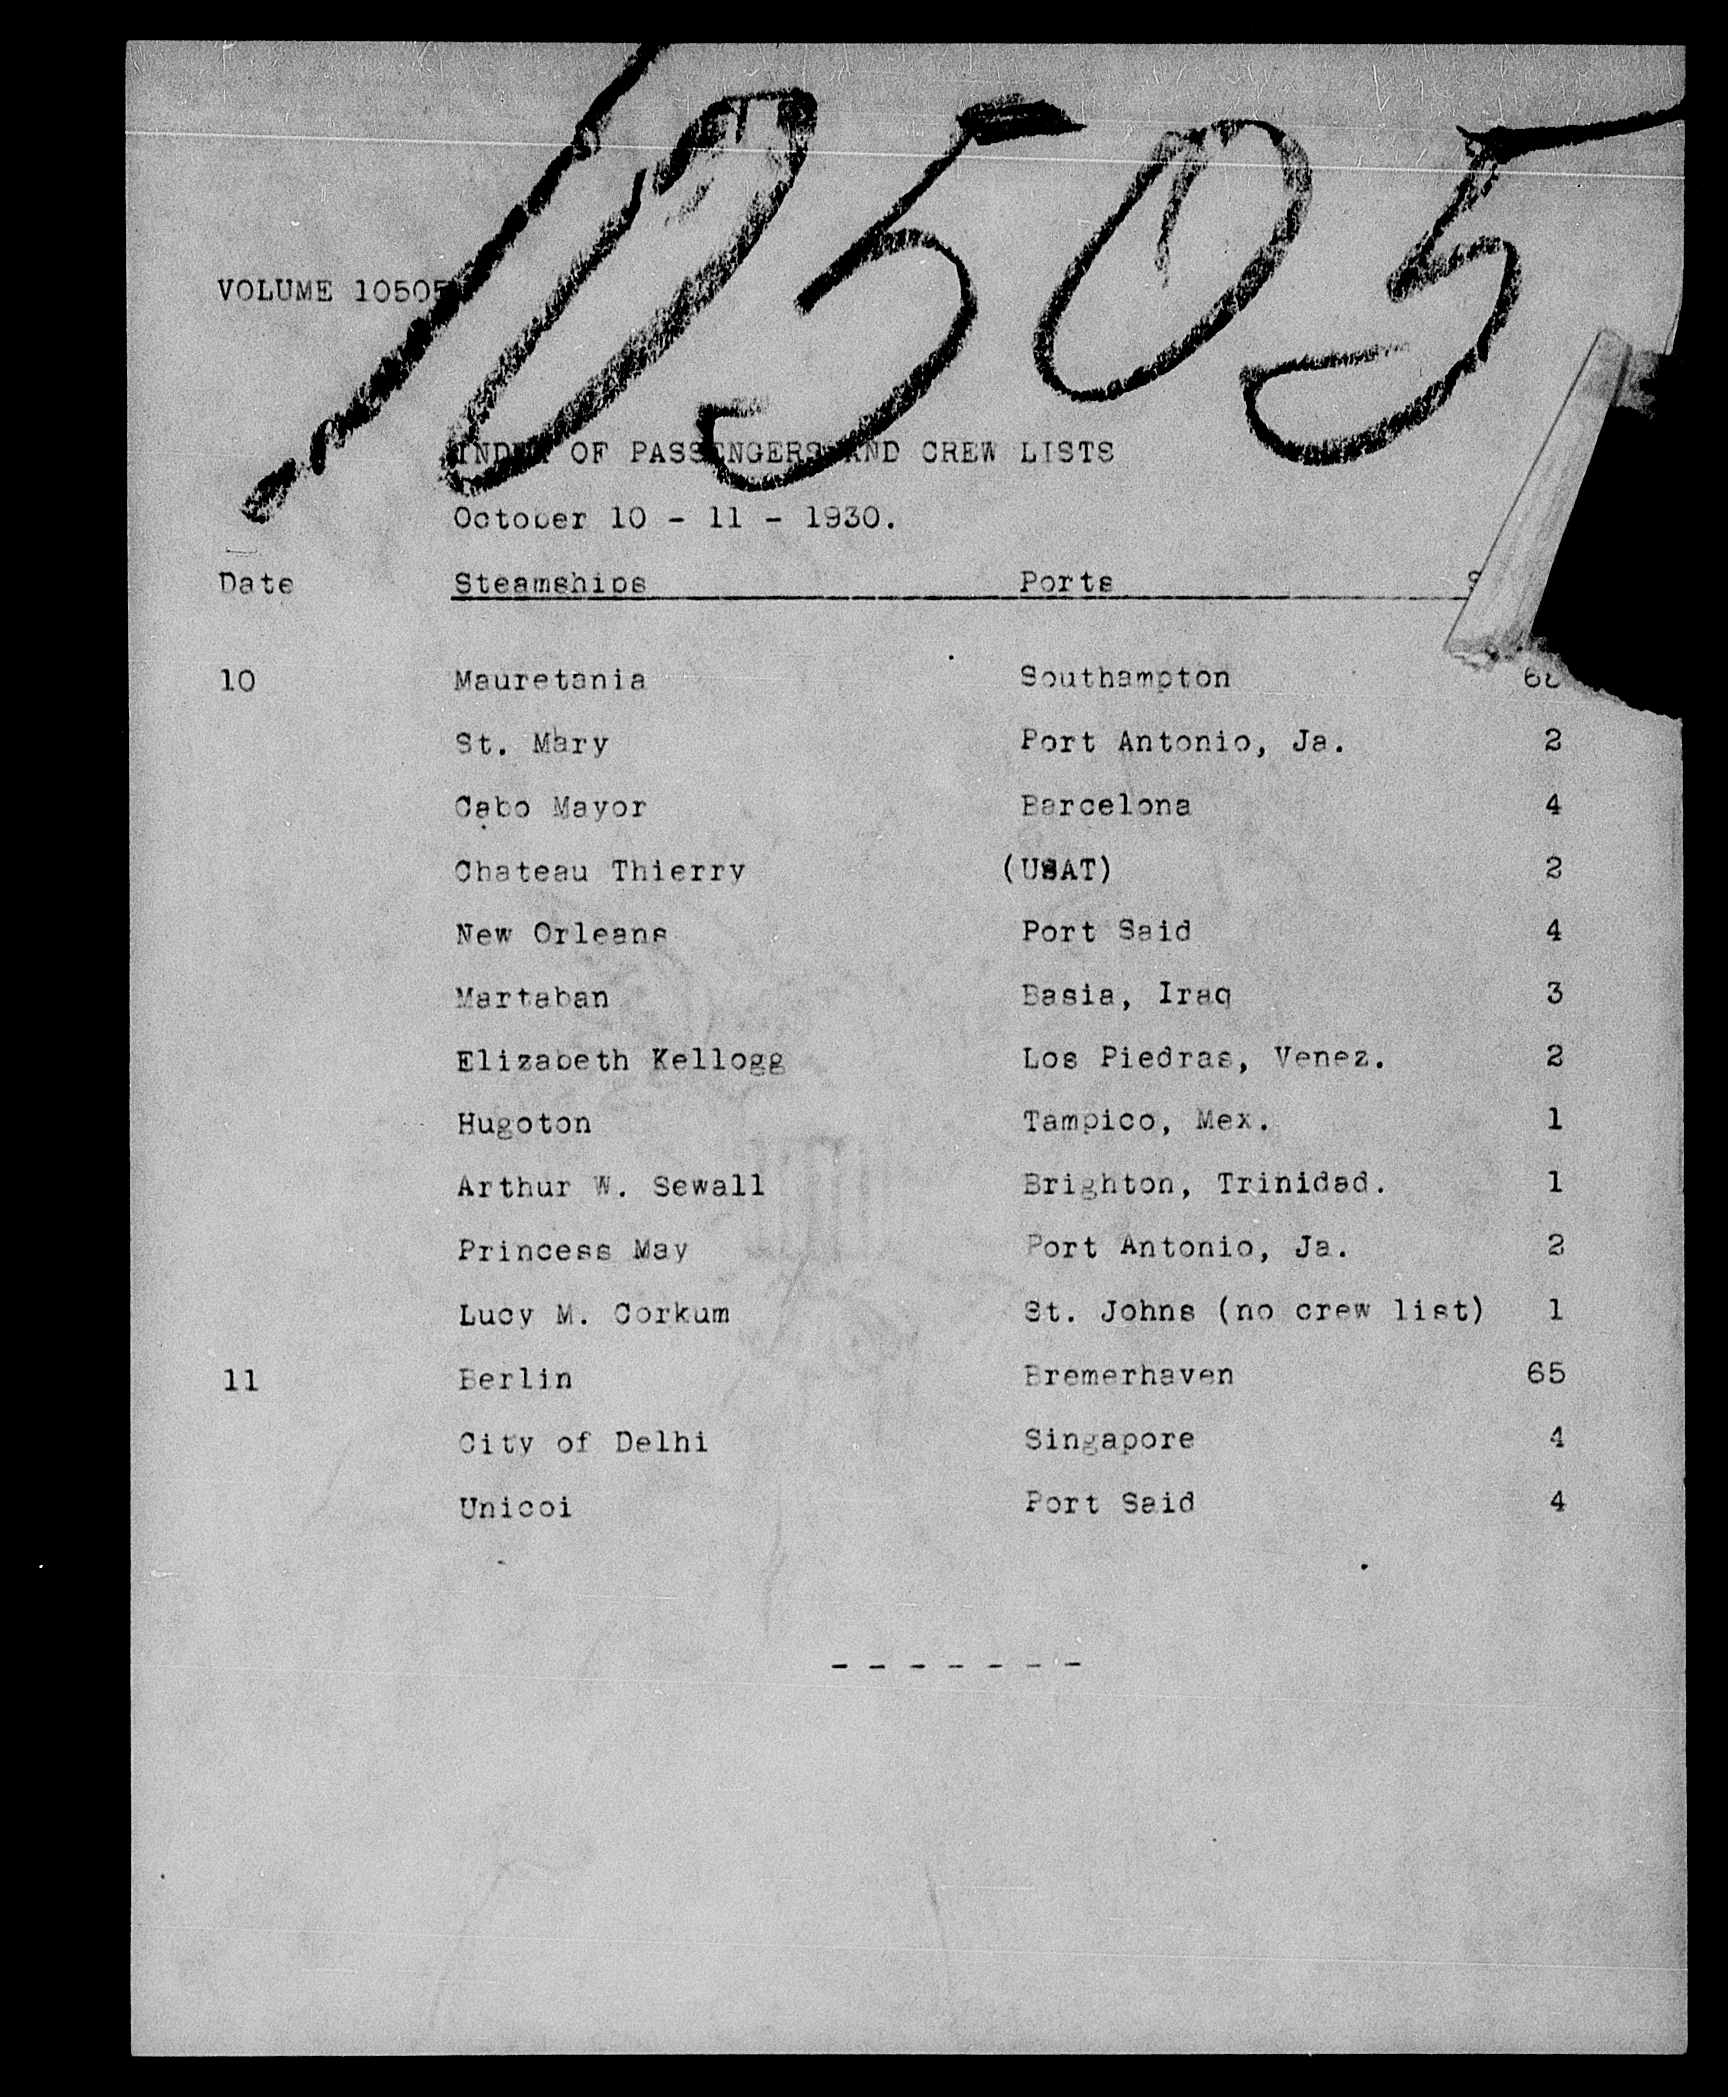 10505
VOLUME 10505
INDEX OF PASSENGERS AND CREW LISTS
October 10 - 11 - 1930.
Date Steamships Ports
10 Mauretania Southampton
St. Mary Port Antonio, Ja. 2
Cabo Mayor Barcelona 4
Chateau Thierry (USAT) 2
New Orleans Port Said 4
Martaban Basia, Iraq 3
Elizabeth Kellogg Los Piedras, Venez. 2
Hugoton Tampico, Mex. 1
Arthur W. Sewall Brighton, Trinidad. 1
Princess May Port Antonio, Ja. 2
Lucy M. Corkum St. Johns (no crew list) 1
11 Berlin Bremerhaven 65
City of Delhi Singapore 4
Unicoi Port Said 4
- - - - - - -